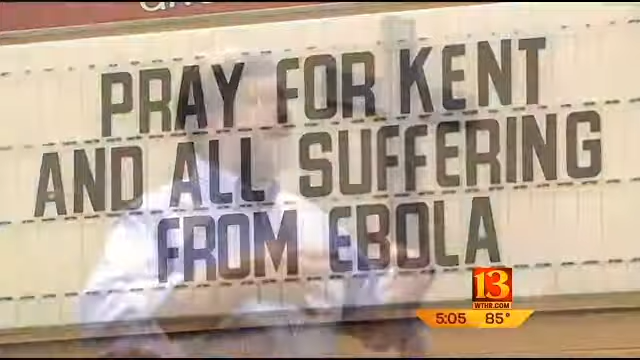 PRAY FOR KENT
AND ALL SUFFERING
FROM EBOLA
13
WTHR.COM
5:05 85°